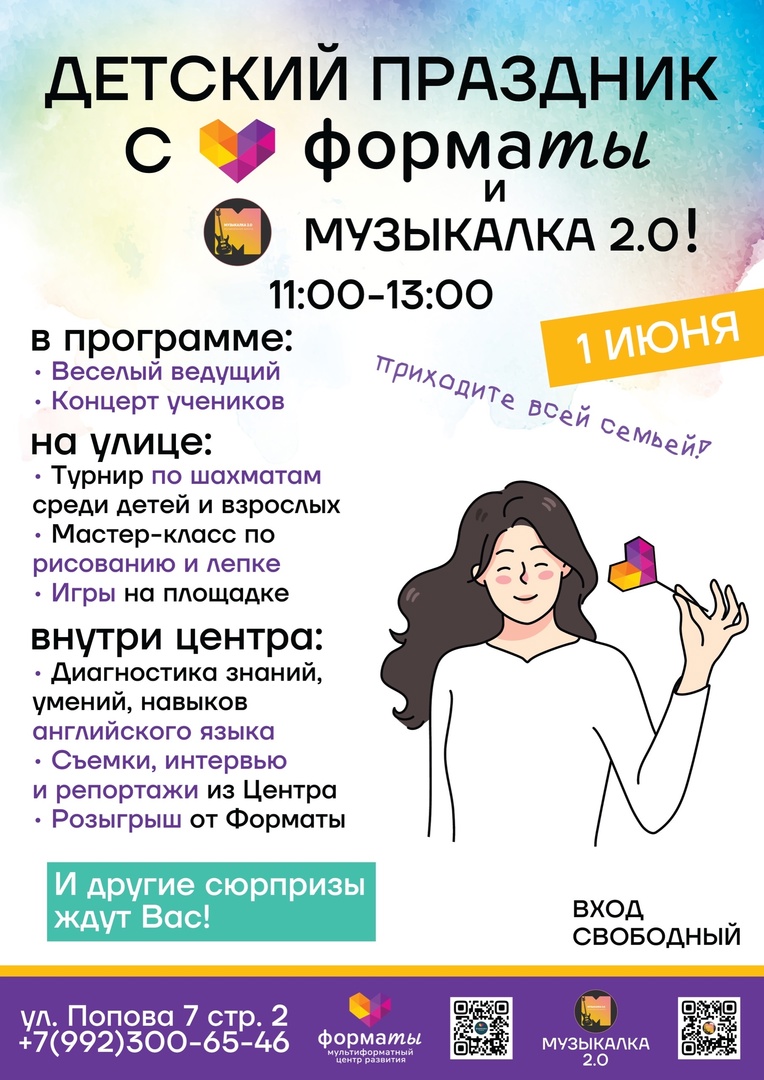 ДЕТСКИЙ ПРАЗДНИК
С форматы
и
МУЗЫКАЛКА 2.0!
11:00-13:00
1 ИЮНЯ
приходите всей семьей!
в программе:
· Веселый ведущий
· Концерт учеников
на улице:
· Турнир по шахматам
среди детей и взрослых
· Мастер-класс по
рисованию и лепке
· Игры на площадке
внутри центра:
· Диагностика знаний,
умений, навыков
английского языка
· Съемки, интервью
и репортажи из Центра
· Розыгрыш от Форматы
И другие сюрпризы
ждут Вас!
ВХОД
СВОБОДНЫЙ
ул. Попова 7 стр. 2
+7(992)300-65-46
форматы
мультиформатный
центр развития
МУЗЫКАЛКА
2.0